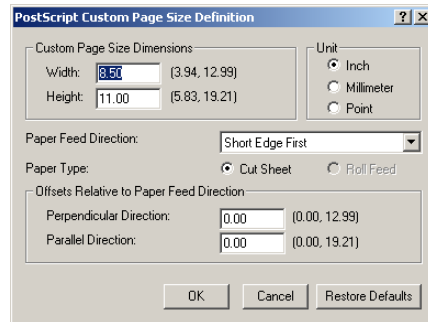 PostScript Custom Page Size Definition
Custom Page Size Dimensions
Width: 8.50 (3.94, 12.99)
Height: 11.00 (5.83, 19.21)
Unit
Inch
Millimeter
Point
Paper Feed Direction: Short Edge First
Paper Type: Cut Sheet Roll Feed
Offsets Relative to Paper Feed Direction
Perpendicular Direction: 0.00 (0.00, 12.99)
Parallel Direction: 0.00 (0.00, 19.21)
OK Cancel Restore Defaults